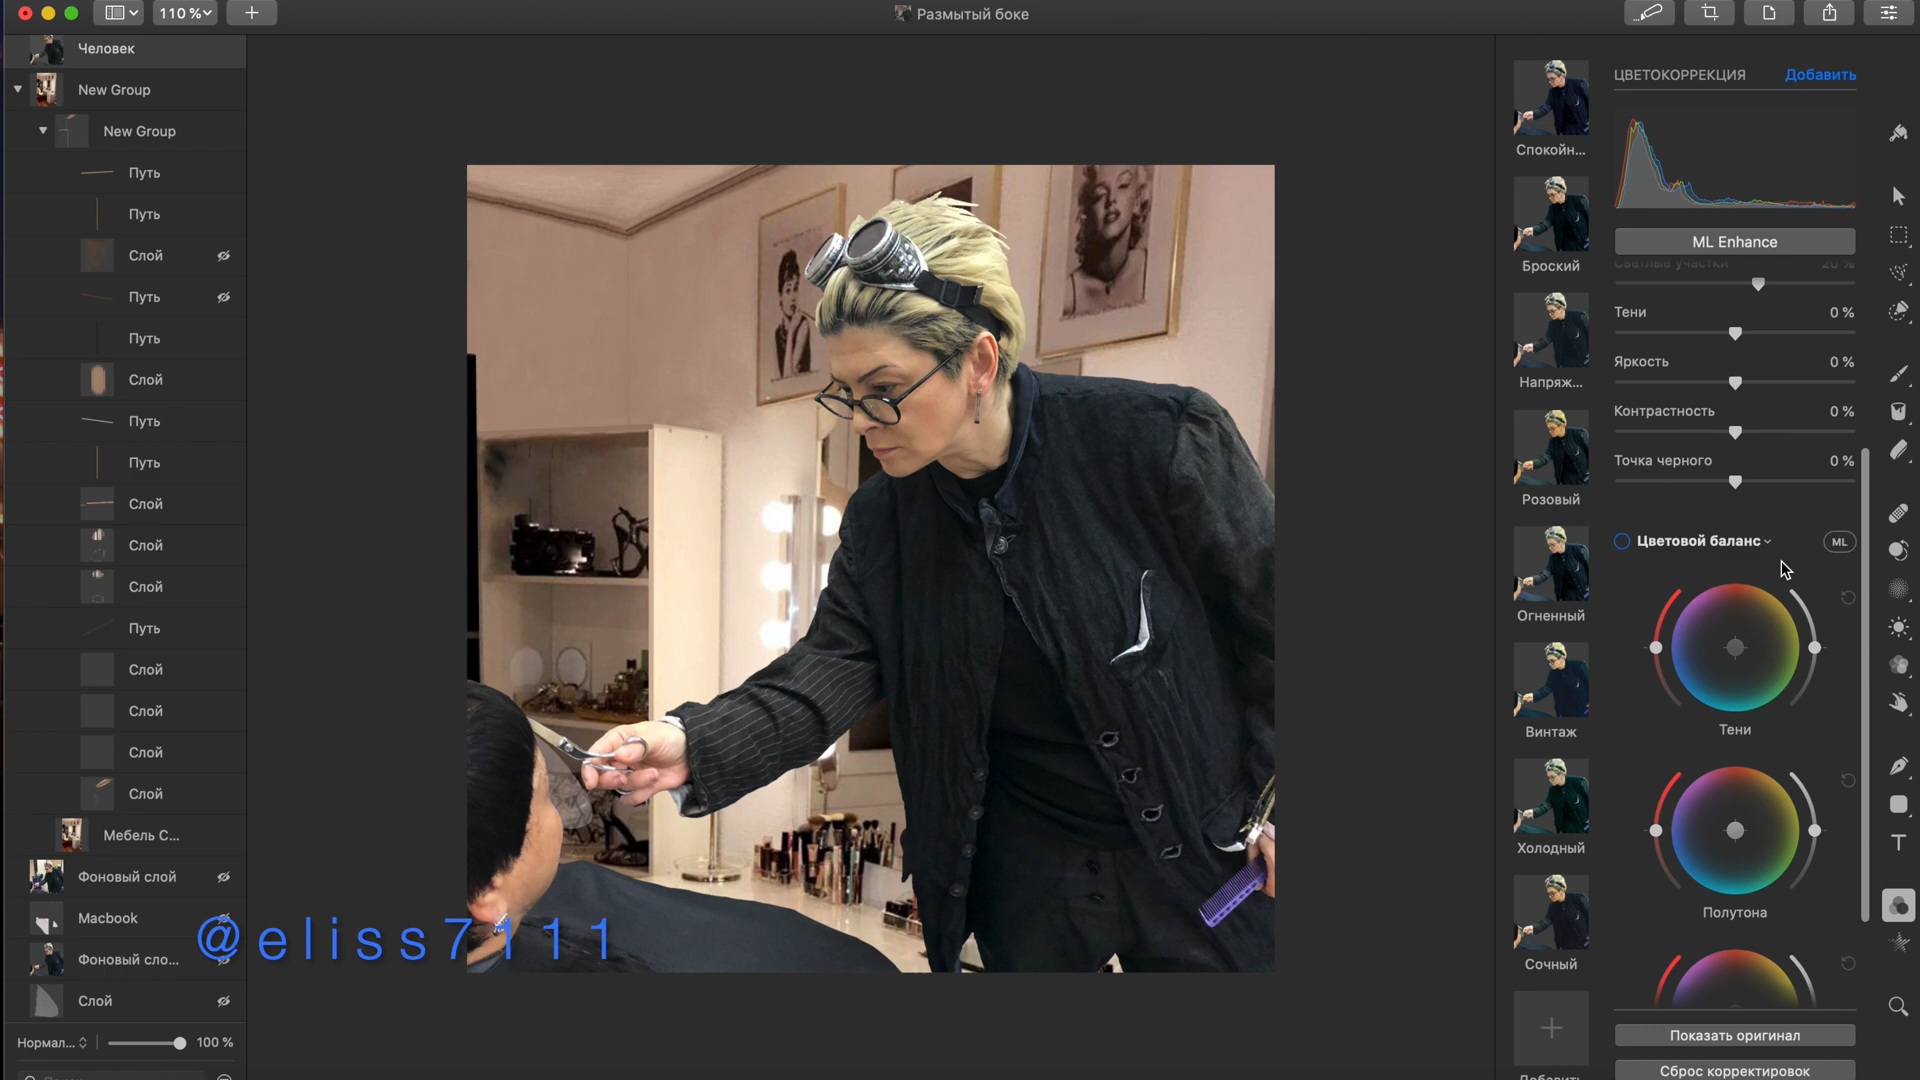 110 %
Размытый боке
Человек
New Group
New Group
Путь
Путь
Слой
Путь
Путь
Слой
Путь
Путь
Слой
Слой
Слой
Путь
Слой
Слой
Слой
Слой
Мебель С...
Фоновый слой
Macbook
Фоновый сло...
Слой
Нормал...
100 %
@eliss7111
Спокойн...
Броский
Напряж...
Розовый
Огненный
Винтаж
Холодный
Сочный
ЦВЕТОКОРРЕКЦИЯ
Добавить
ML Enhance
Светлые участки
20 %
Тени
0 %
Яркость
0 %
Контрастность
0 %
Точка черного
0 %
Цветовой баланс
ML
Тени
Полутона
Показать оригинал
Сброс корректировок